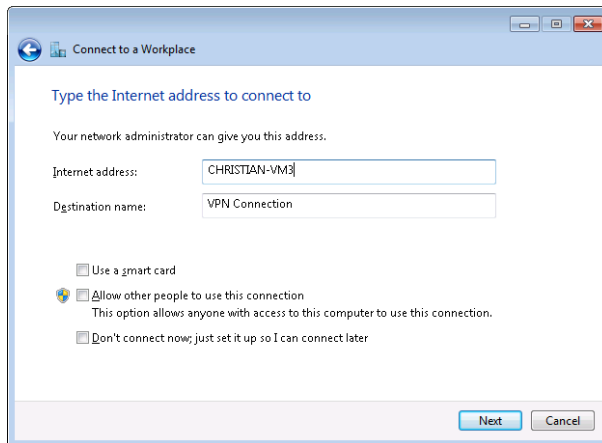 Connect to a Workplace
Type the Internet address to connect to
Your network administrator can give you this address.
Internet address: CHRISTIAN-VM3
Destination name: VPN Connection
Use a smart card
Allow other people to use this connection
This option allows anyone with access to this computer to use this connection.
Don't connect now; just set it up so I can connect later
Next Cancel